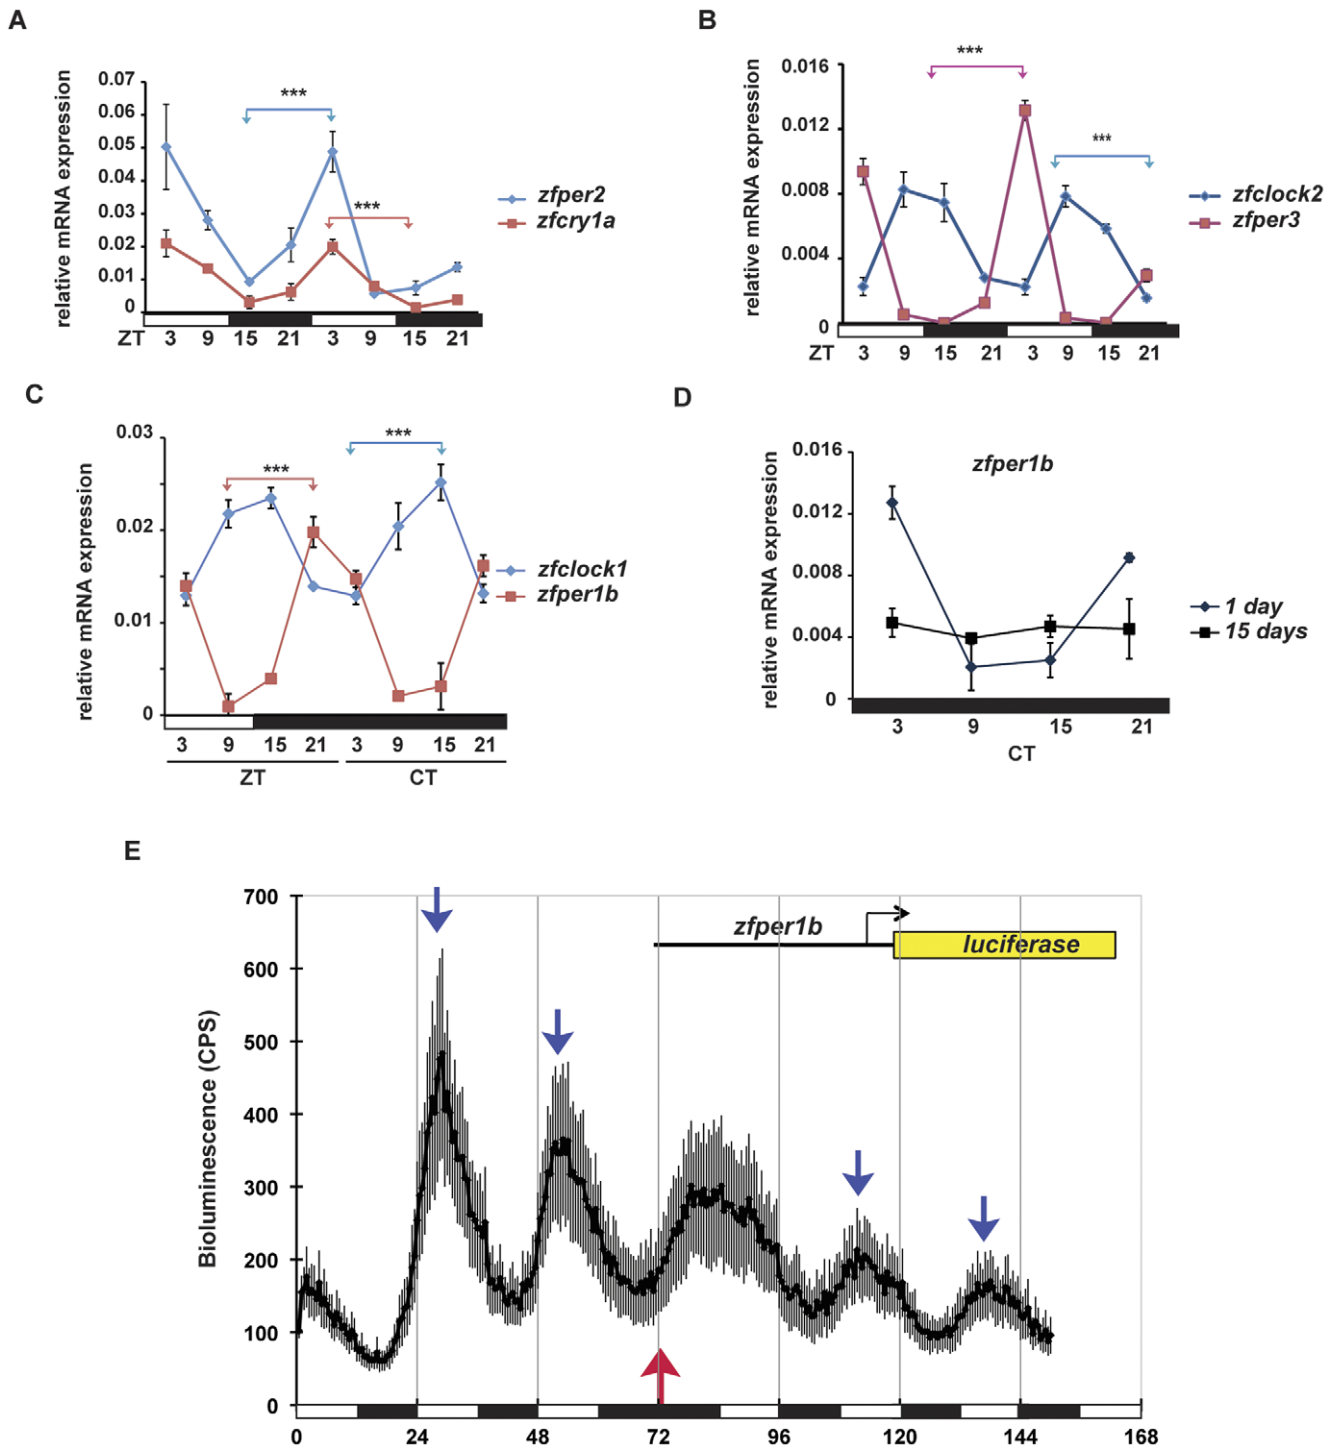 A
relative mRNA expression
0.07
0.06
0.05
0.04
0.03
0.02
0.01
0
***
***
zfper2
zfcry1a
ZT 3 9 15 21 3 9 15 21
B
relative mRNA expression
0.016
0.012
0.008
0.004
0
***
***
zfclock2
zfper3
ZT 3 9 15 21 3 9 15 21
C
relative mRNA expression
0.03
0.02
0.01
0
***
***
zfclock1
zfper1b
3 9 15 21 3 9 15 21
ZT CT
D
relative mRNA expression
0.016
0.012
0.008
0.004
0
zfper1b
1 day
15 days
3 9 15 21
CT
E
Bioluminescence (CPS)
700
600
500
400
300
200
100
0
zfper1b
luciferase
0 24 48 72 96 120 144 168